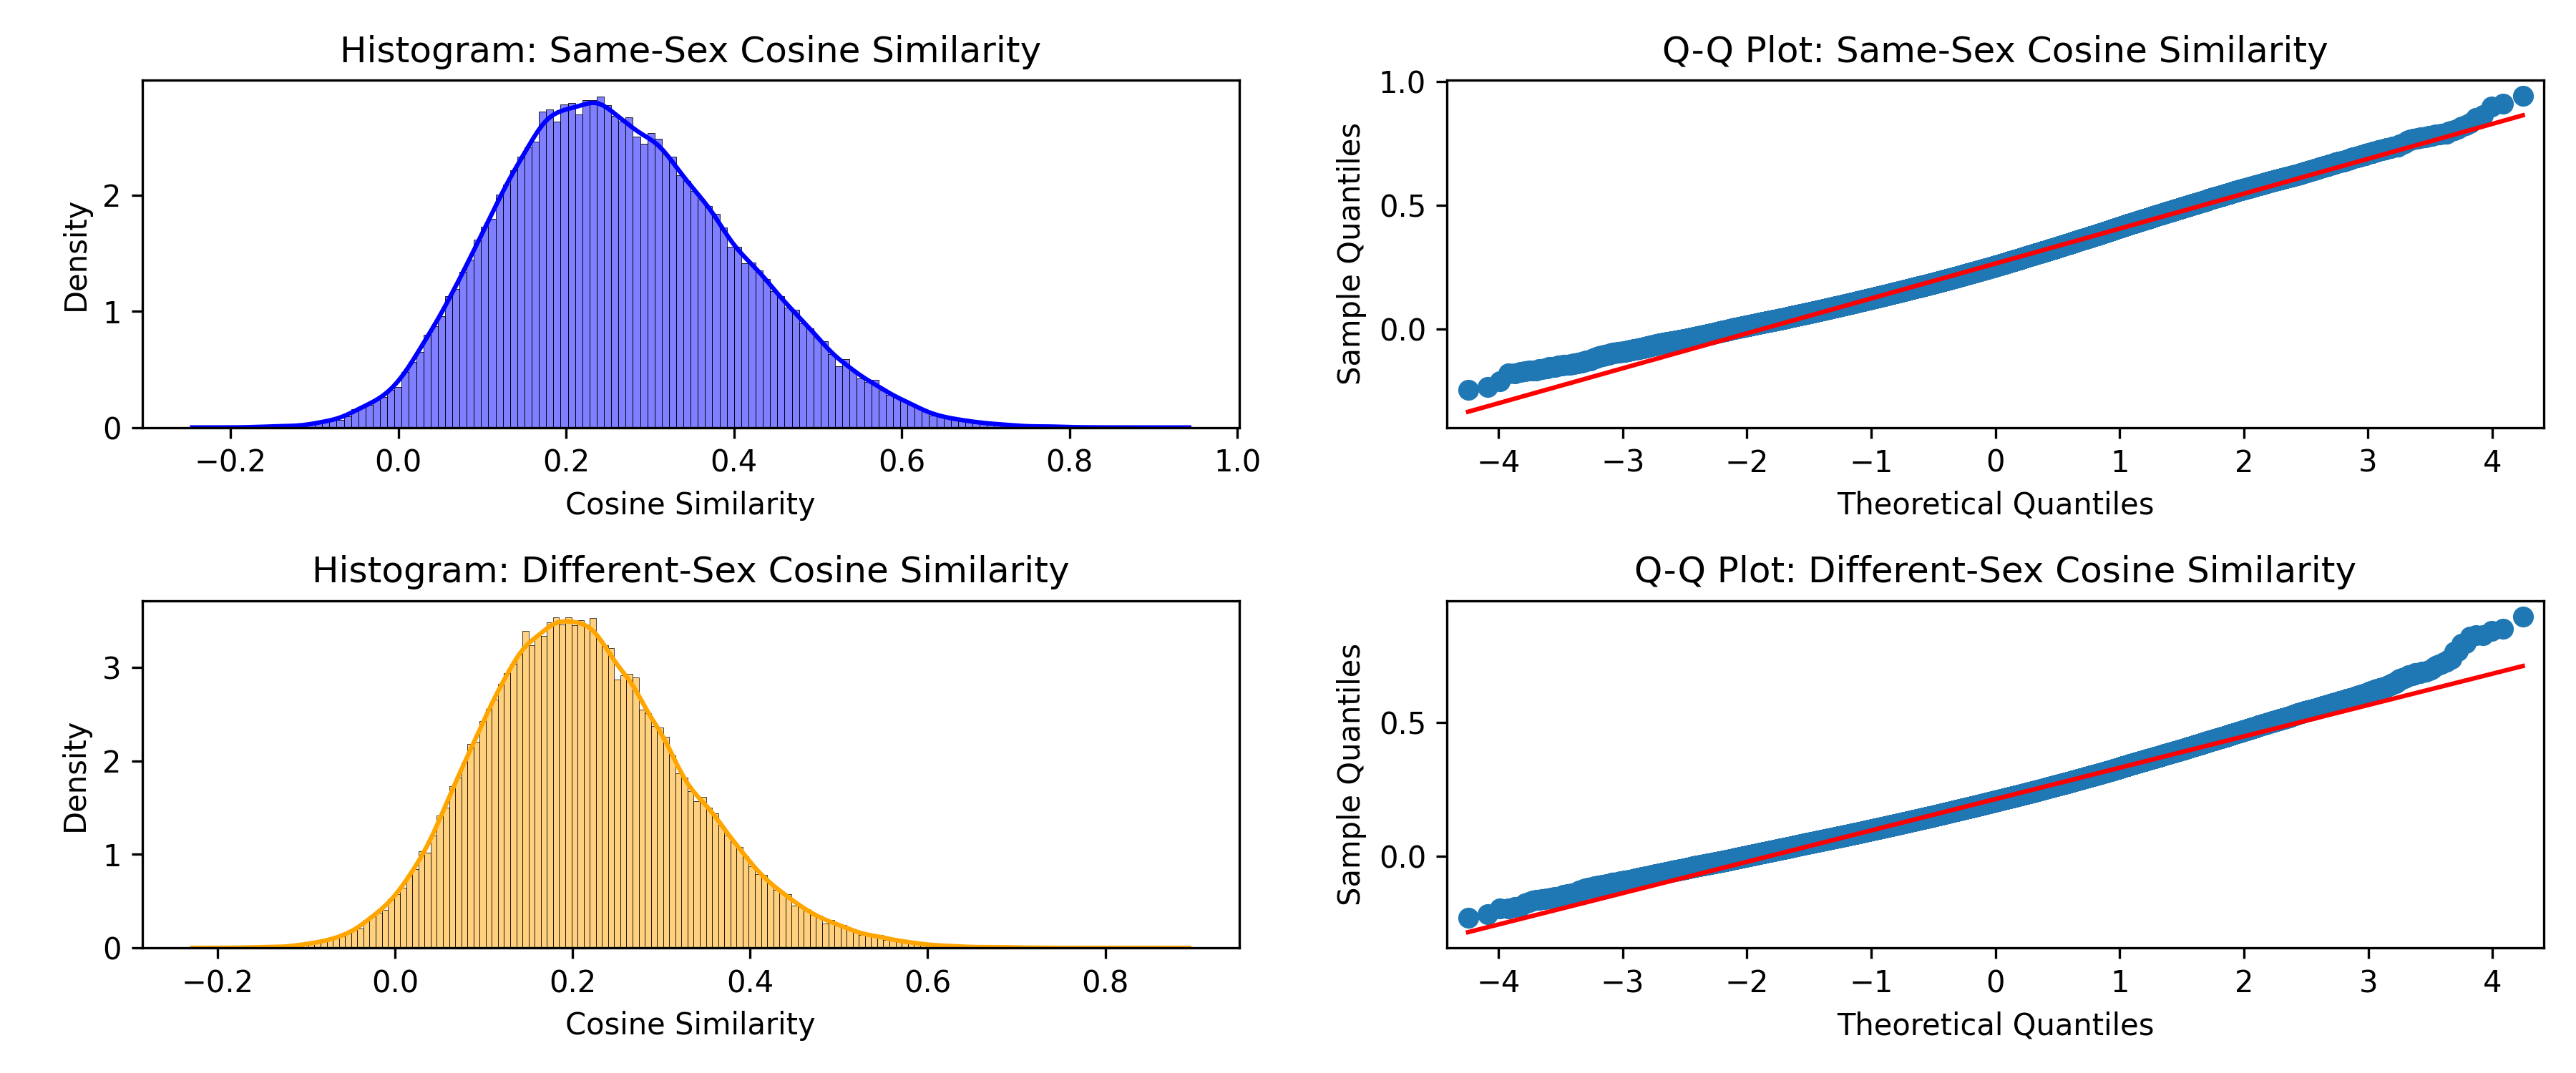 Histogram: Same-Sex Cosine Similarity
Density
2
1
0
−0.2 0.0 0.2 0.4 0.6 0.8 1.0
Cosine Similarity
Q-Q Plot: Same-Sex Cosine Similarity
Sample Quantiles
1.0
0.5
0.0
−4 −3 −2 −1 0 1 2 3 4
Theoretical Quantiles
Histogram: Different-Sex Cosine Similarity
Density
3
2
1
0
−0.2 0.0 0.2 0.4 0.6 0.8
Cosine Similarity
Q-Q Plot: Different-Sex Cosine Similarity
Sample Quantiles
0.5
0.0
−4 −3 −2 −1 0 1 2 3 4
Theoretical Quantiles